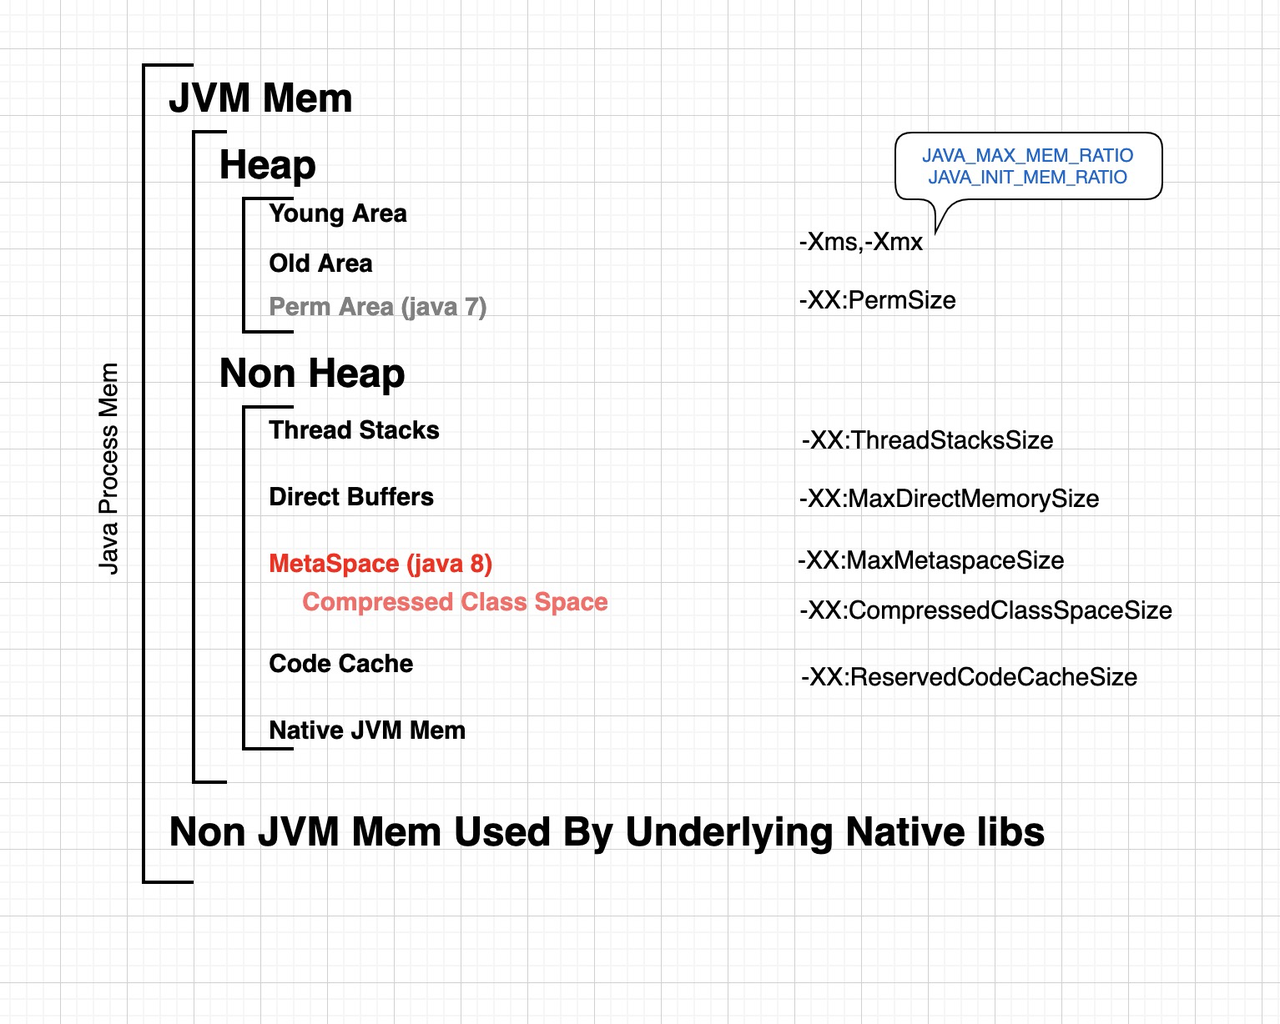 JVM Mem
Heap
JAVA_MAX_MEM_RATIO
JAVA_INIT_MEM_RATIO
Young Area
-Xms,-Xmx
Old Area
Perm Area (java 7)
-XX:PermSize
Non Heap
Java Process Mem
Thread Stacks
-XX:ThreadStacksSize
Direct Buffers
-XX:MaxDirectMemorySize
MetaSpace (java 8)
-XX:MaxMetaspaceSize
Compressed Class Space
-XX:CompressedClassSpaceSize
Code Cache
-XX:ReservedCodeCacheSize
Native JVM Mem
Non JVM Mem Used By Underlying Native libs